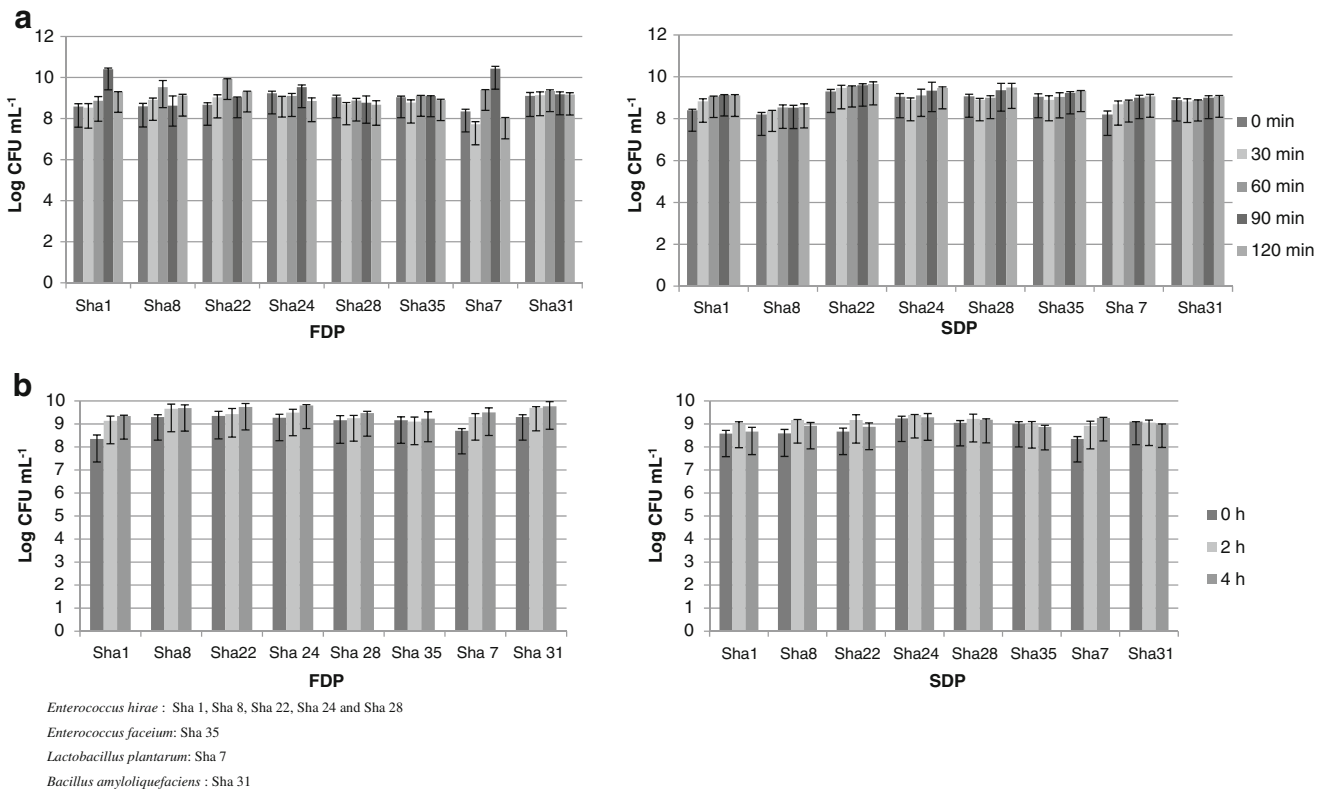 a
12
10
8
6
4
2
0
Log CFU mL-1
Sha1 Sha8 Sha22 Sha24 Sha28 Sha35 Sha7 Sha31
FDP
12
10
8
6
4
2
0
Log CFU mL-1
Sha1 Sha8 Sha22 Sha24 Sha28 Sha35 Sha 7 Sha31
SDP
0 min
30 min
60 min
90 min
120 min
b
10
9
8
7
6
5
4
3
2
1
0
Log CFU mL-1
Sha1 Sha8 Sha22 Sha 24 Sha 28 Sha 35 Sha 7 Sha 31
FDP
10
9
8
7
6
5
4
3
2
1
0
Log CFU mL-1
Sha1 Sha8 Sha22 Sha24 Sha28 Sha35 Sha7 Sha31
SDP
0 h
2 h
4 h
Enterococcus hirae : Sha 1, Sha 8, Sha 22, Sha 24 and Sha 28
Enterococcus faceium: Sha 35
Lactobacillus plantarum: Sha 7
Bacillus amyloliquefaciens : Sha 31